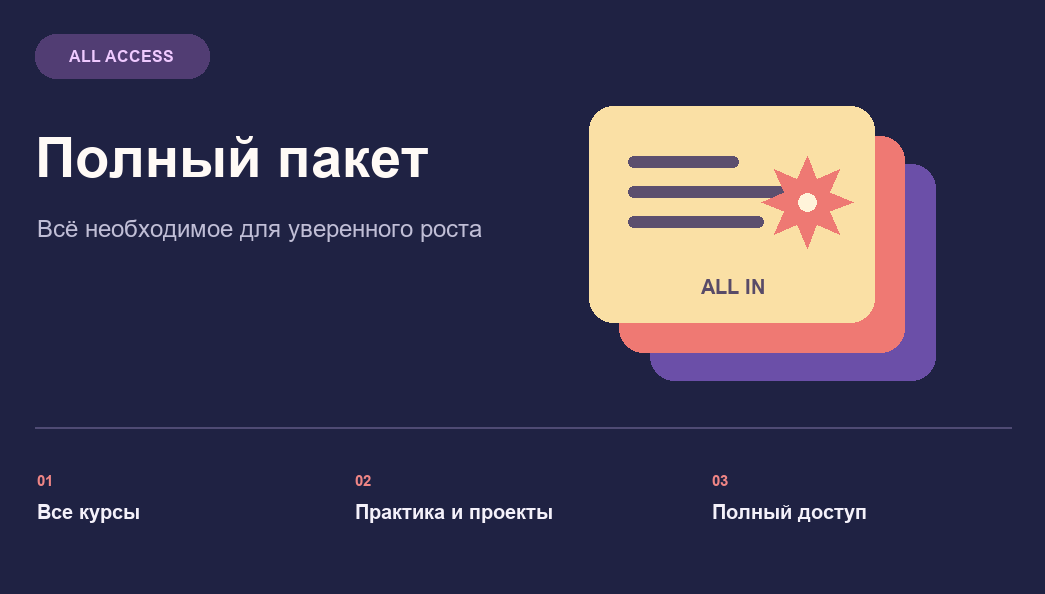 ALL ACCESS
Полный пакет
Всё необходимое для уверенного роста
ALL IN
01
Все курсы
02
Практика и проекты
03
Полный доступ